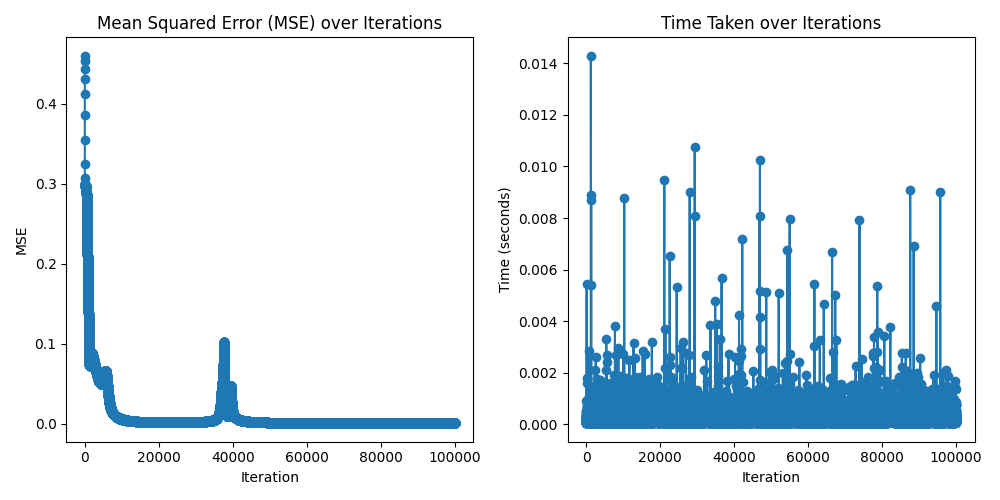 Mean Squared Error (MSE) over Iterations
MSE
0.4
0.3
0.2
0.1
0.0
0 20000 40000 60000 80000 100000
Iteration
Time Taken over Iterations
Time (seconds)
0.014
0.012
0.010
0.008
0.006
0.004
0.002
0.000
0 20000 40000 60000 80000 100000
Iteration